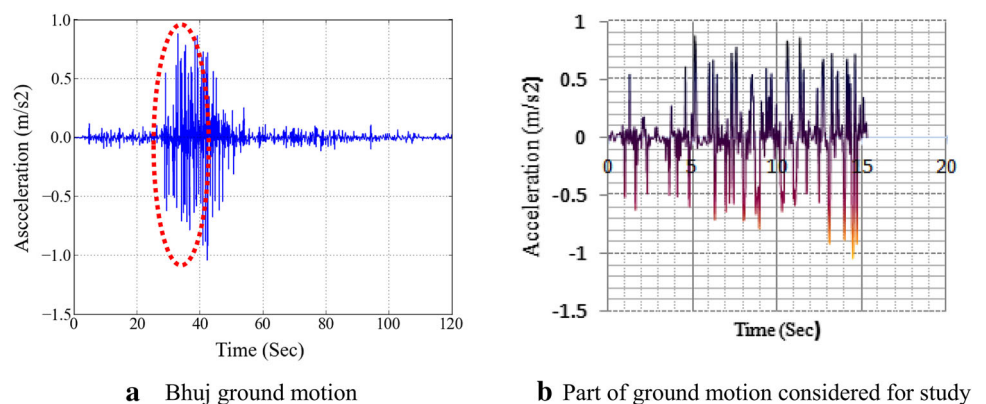 1.0
0.5
0.0
−0.5
−1.0
−1.5
0 20 40 60 80 100 120
Ascceleration (m/s2)
Time (Sec)
a Bhuj ground motion
1
0.5
0
-0.5
-1
-1.5
0 5 10 15 20
Acceleration (m/s2)
Time (Sec)
b Part of ground motion considered for study